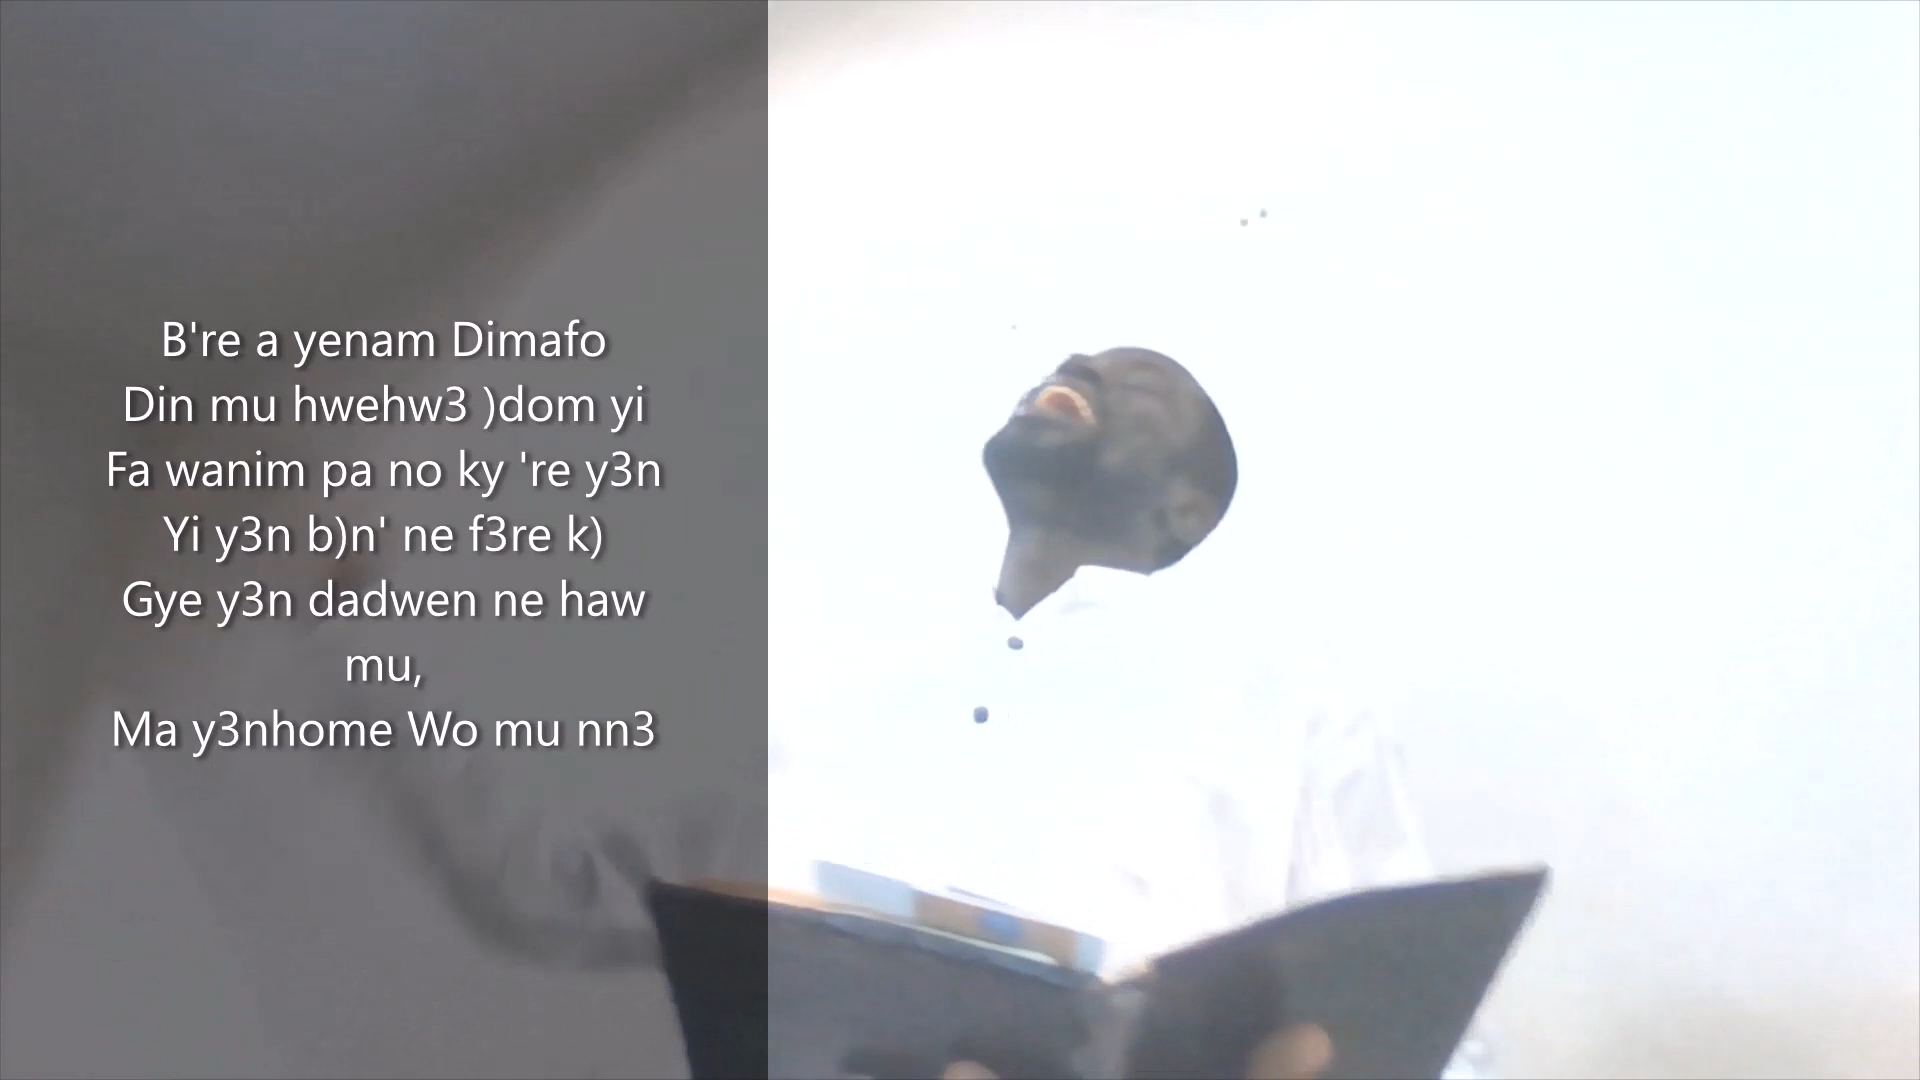 B're a yenam Dimafo
Din mu hwehw3 )dom yi
Fa wanim pa no ky 're y3n
Yi y3n b)n' ne f3re k)
Gye y3n dadwen ne haw
mu,
Ma y3nhome Wo mu nn3